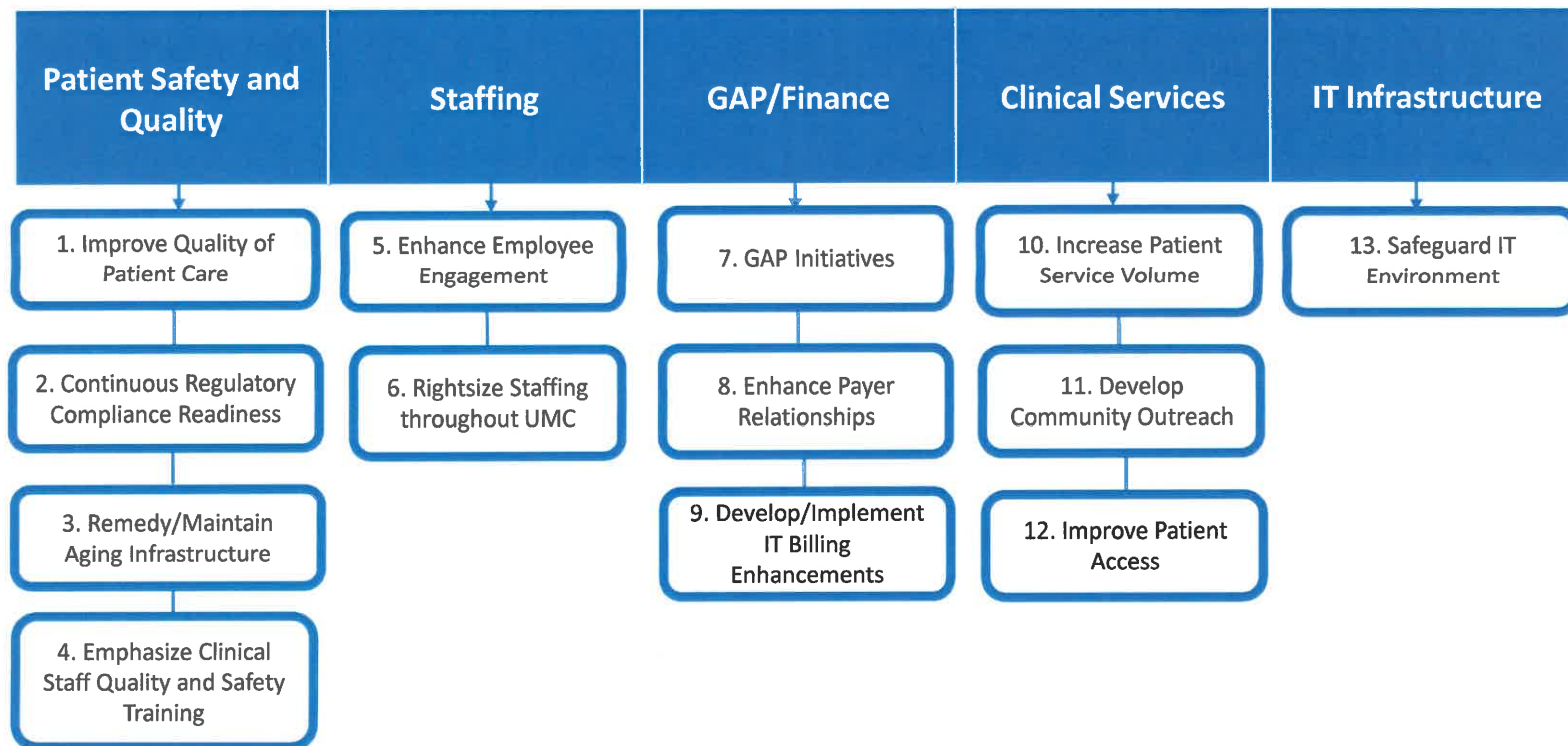 Patient Safety and
Quality
Staffing
GAP/Finance
Clinical Services
IT Infrastructure
1. Improve Quality of
Patient Care
2. Continuous Regulatory
Compliance Readiness
3. Remedy/Maintain
Aging Infrastructure
4. Emphasize Clinical
Staff Quality and Safety
Training
5. Enhance Employee
Engagement
6. Rightsize Staffing
throughout UMC
7. GAP Initiatives
8. Enhance Payer
Relationships
9. Develop/Implement
IT Billing
Enhancements
10. Increase Patient
Service Volume
11. Develop
Community Outreach
12. Improve Patient
Access
13. Safeguard IT
Environment